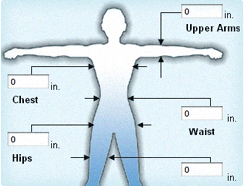 0 in.
Upper Arms
0 in.
Chest
0 in.
Waist
0 in.
Hips
0 in.